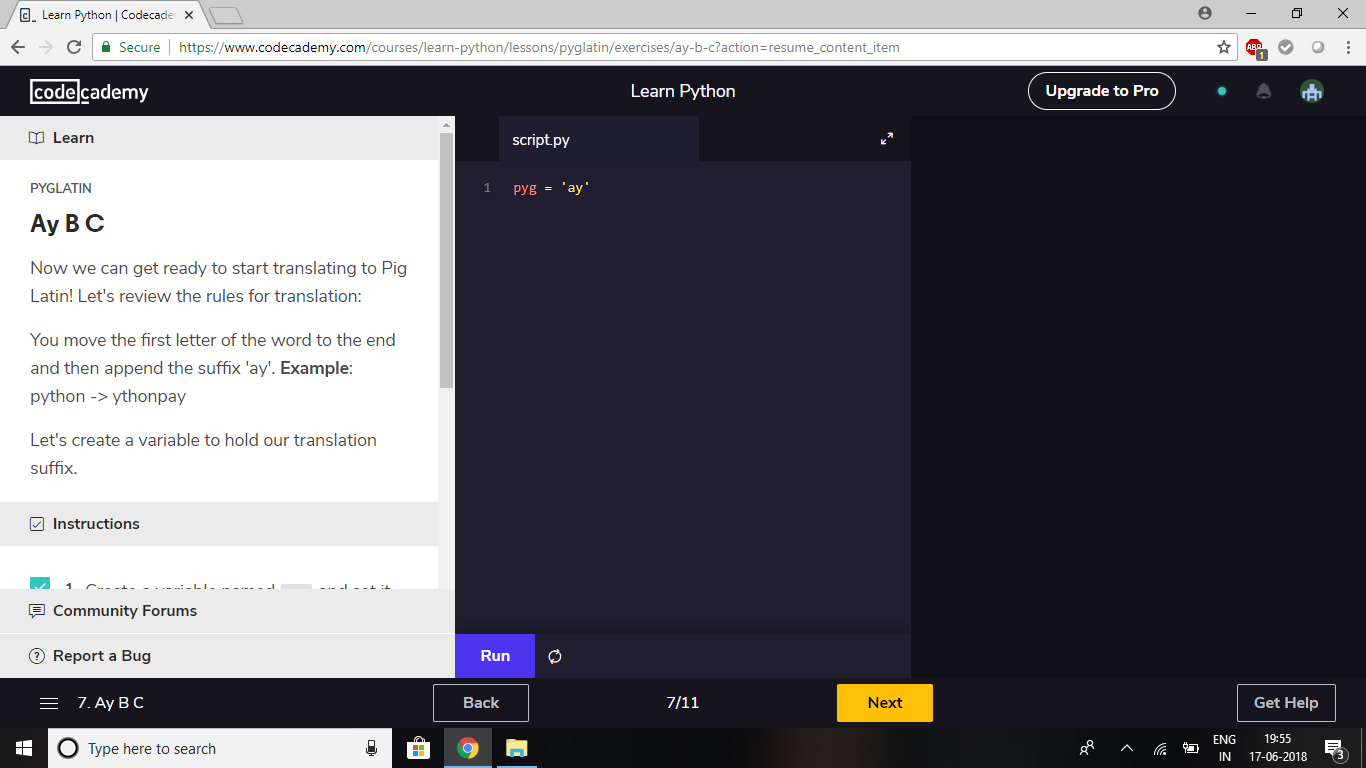 Learn Python | Codecade
Secure | https://www.codecademy.com/courses/learn-python/lessons/pyglatin/exercises/ay-b-c?action=resume_content_item
ABP
1
codecademy
Learn Python
Upgrade to Pro
Learn
PYGLATIN
Ay B C
Now we can get ready to start translating to Pig
Latin! Let's review the rules for translation:
You move the first letter of the word to the end
and then append the suffix 'ay'. Example:
python -> ythonpay
Let's create a variable to hold our translation
suffix.
Instructions
1. Create a variable named and set it
Community Forums
Report a Bug
script.py
1 pyg = 'ay'
Run
7. Ay B C
Back
7/11
Next
Get Help
Type here to search
ENG
IN
19:55
17-06-2018
3